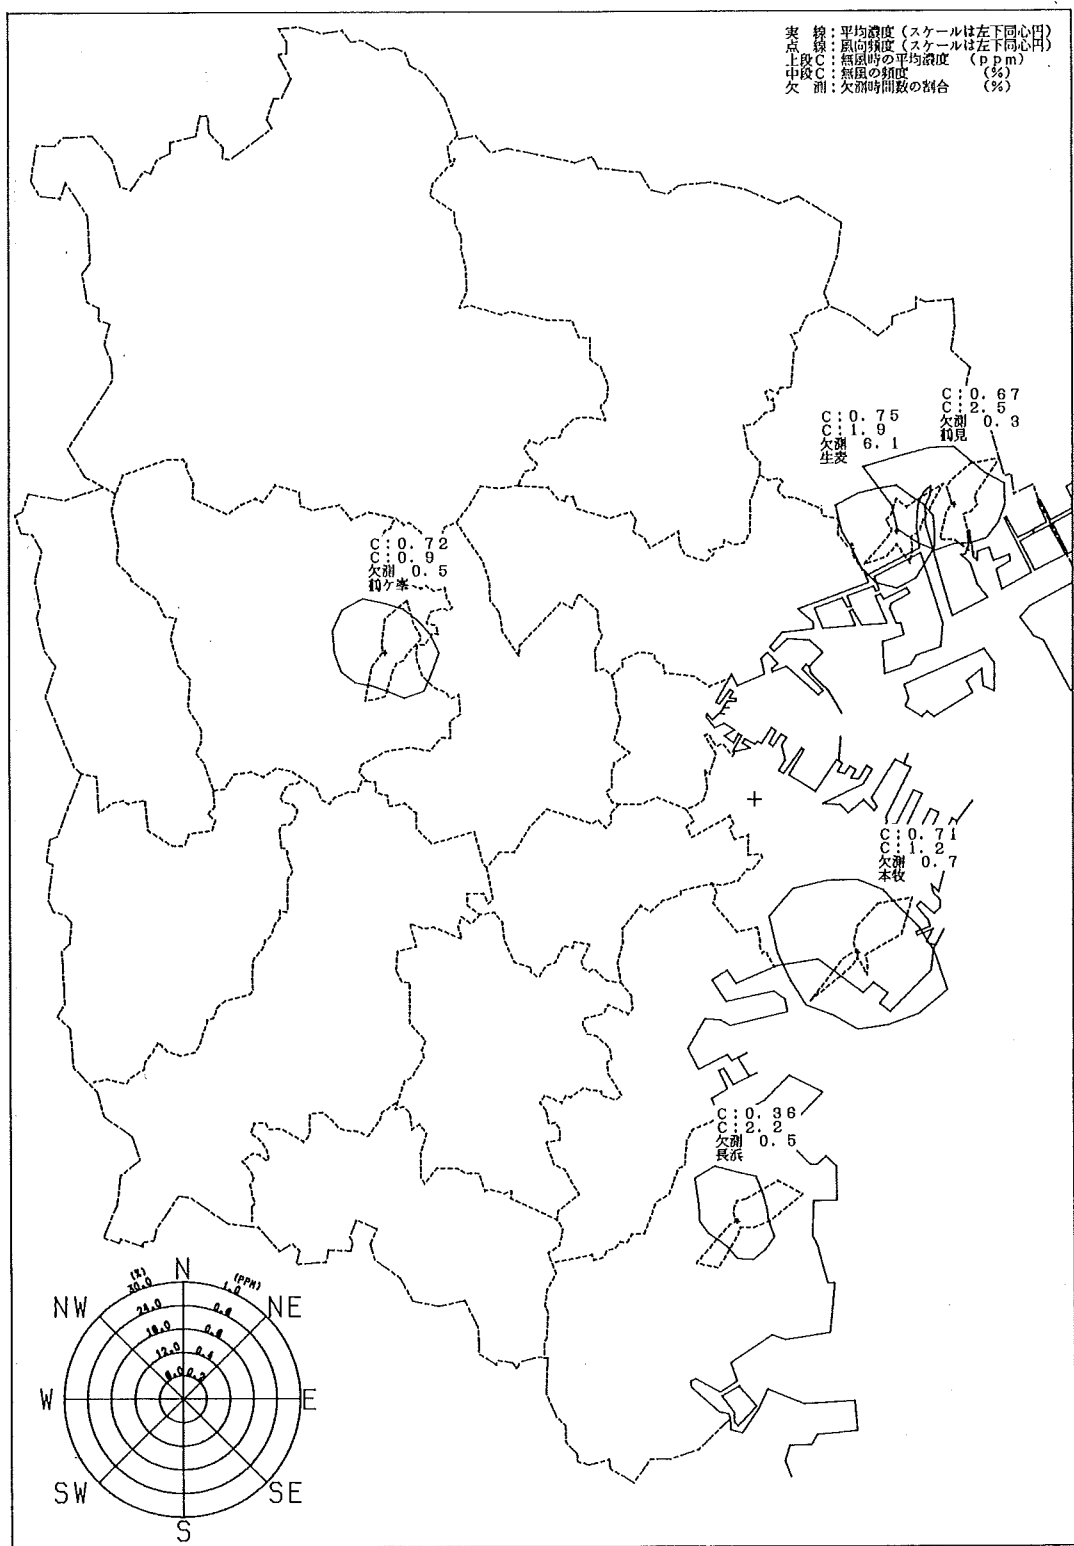 実 線:平均濃度(スケールは左下同心円)
点 線:風向頻度(スケールは左下同心円)
上段C:無風時の平均濃度 (ppm)
中段C:無風の頻度 (%)
欠 測:欠測時間数の割合 (%)
C:0.67
C:2.5
欠測 0.3
鶴見
C:0.75
C:1.9
欠測 6.1
生麦
C:0.72
C:0.9
欠測 0.5
鶴ケ峯
C:0.71
C:1.2
欠測 0.7
本牧
C:0.36
C:2.2
欠測 0.5
長浜
(%) N (PPM)
30.0 1.0
NW 24.0 0.8 NE
18.0 0.6
12.0 0.4
6.0 0.2
W E
SW SE
S